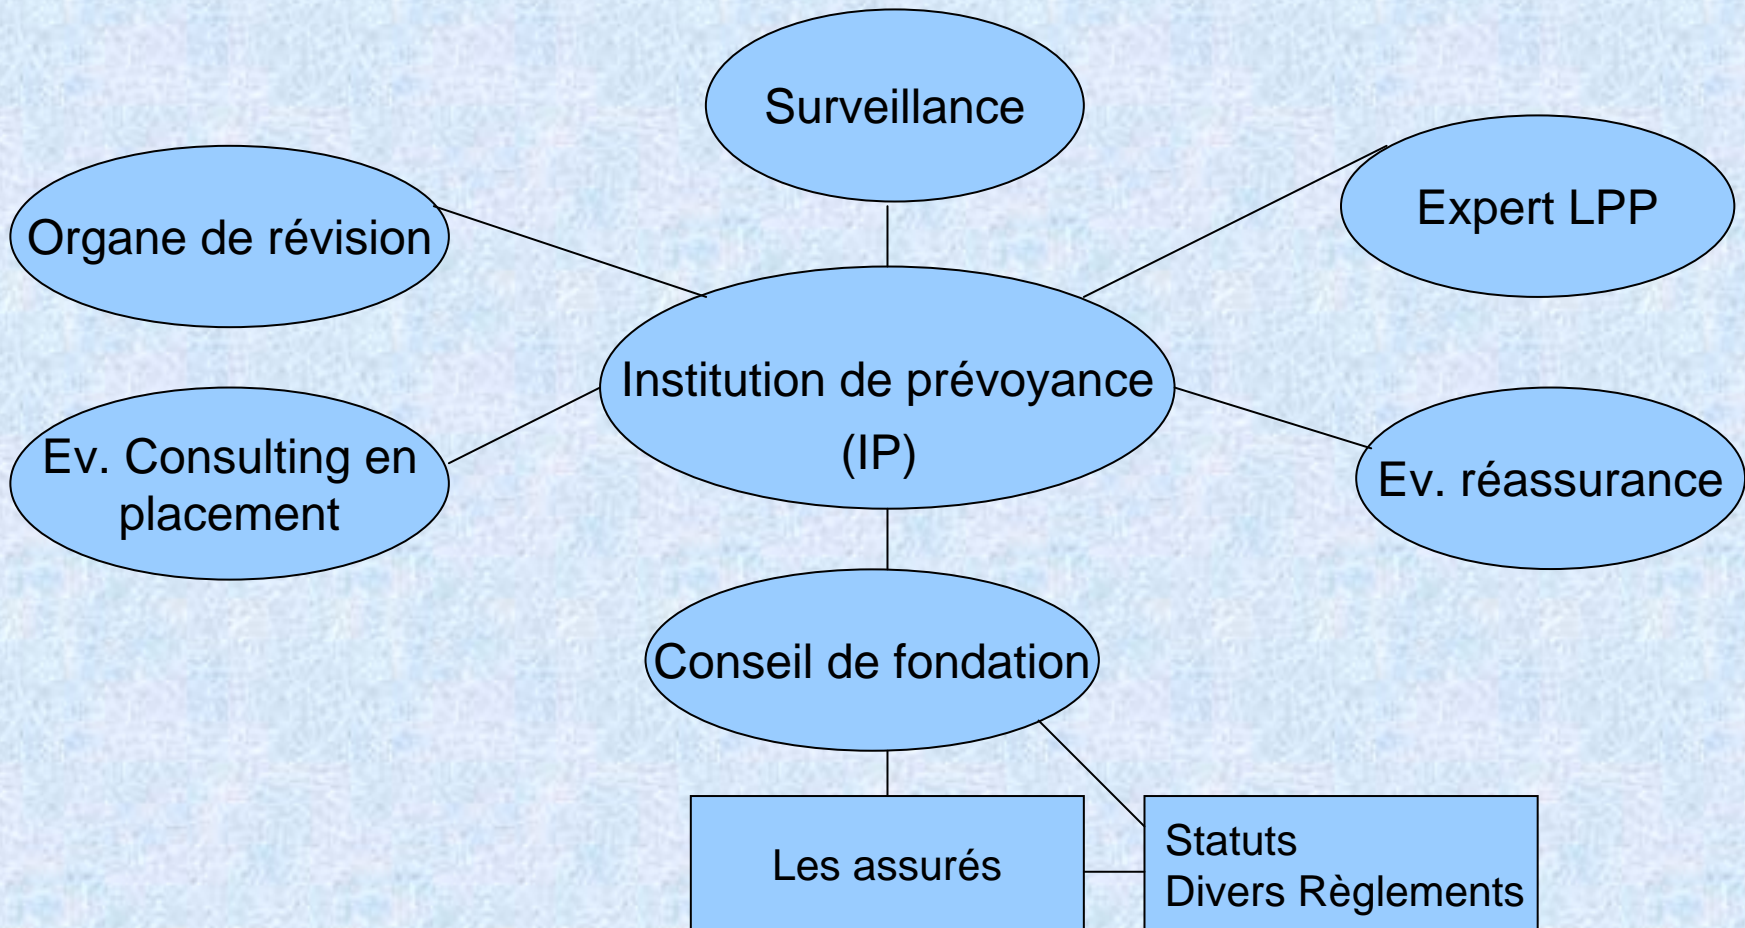 Surveillance
Organe de révision
Expert LPP
Institution de prévoyance
(IP)
Ev. Consulting en
placement
Ev. réassurance
Conseil de fondation
Les assurés
Statuts
Divers Règlements